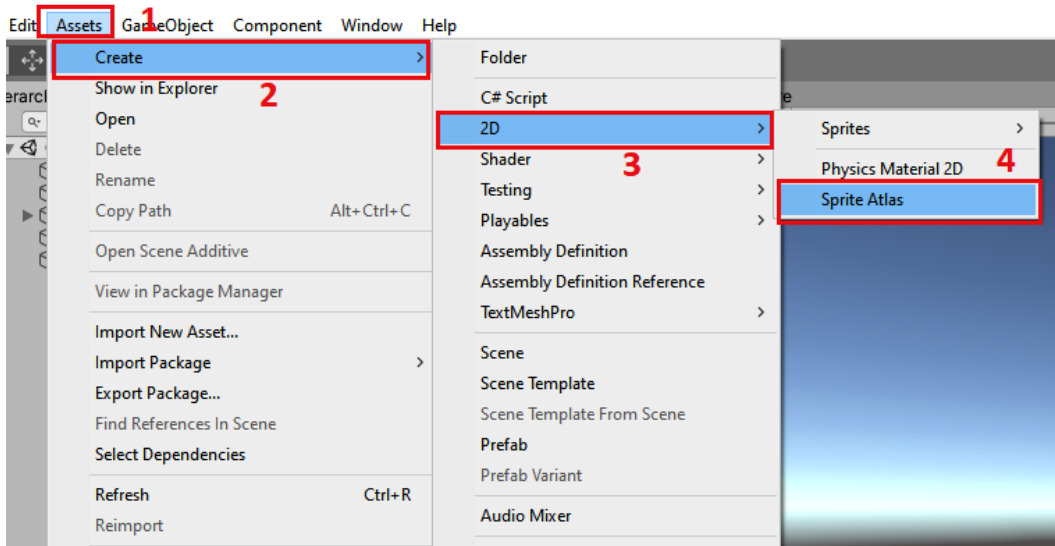 Edit Assets GameObject Component Window Help
1
Create
2
Show in Explorer
Open
Delete
Rename
Copy Path Alt+Ctrl+C
Open Scene Additive
View in Package Manager
Import New Asset...
Import Package
Export Package...
Find References In Scene
Select Dependencies
Refresh Ctrl+R
Reimport
Folder
C# Script
2D
3
Shader
Testing
Playables
Assembly Definition
Assembly Definition Reference
TextMeshPro
Scene
Scene Template
Scene Template From Scene
Prefab
Prefab Variant
Audio Mixer
Sprites
4
Physics Material 2D
Sprite Atlas